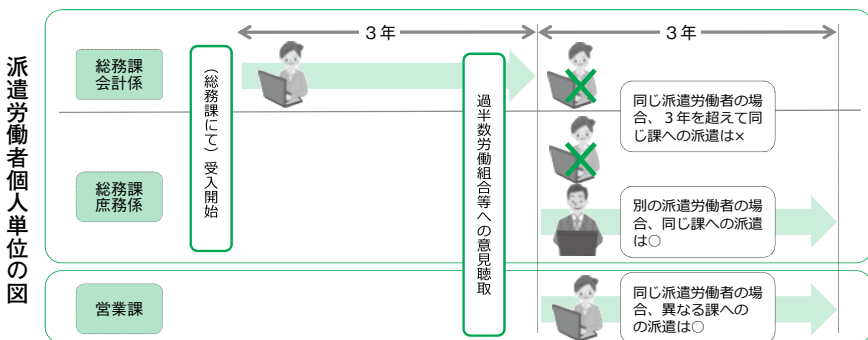 派遣労働者個人単位の図
3年
3年
総務課
会計係
(総務課にて)受入開始
過半数労働組合等への意見聴取
同じ派遣労働者の場
合、3年を超えて同
じ課への派遣は×
総務課
庶務係
別の派遣労働者の場
合、同じ課への派遣
は○
営業課
同じ派遣労働者の場
合、異なる課への
の派遣は○